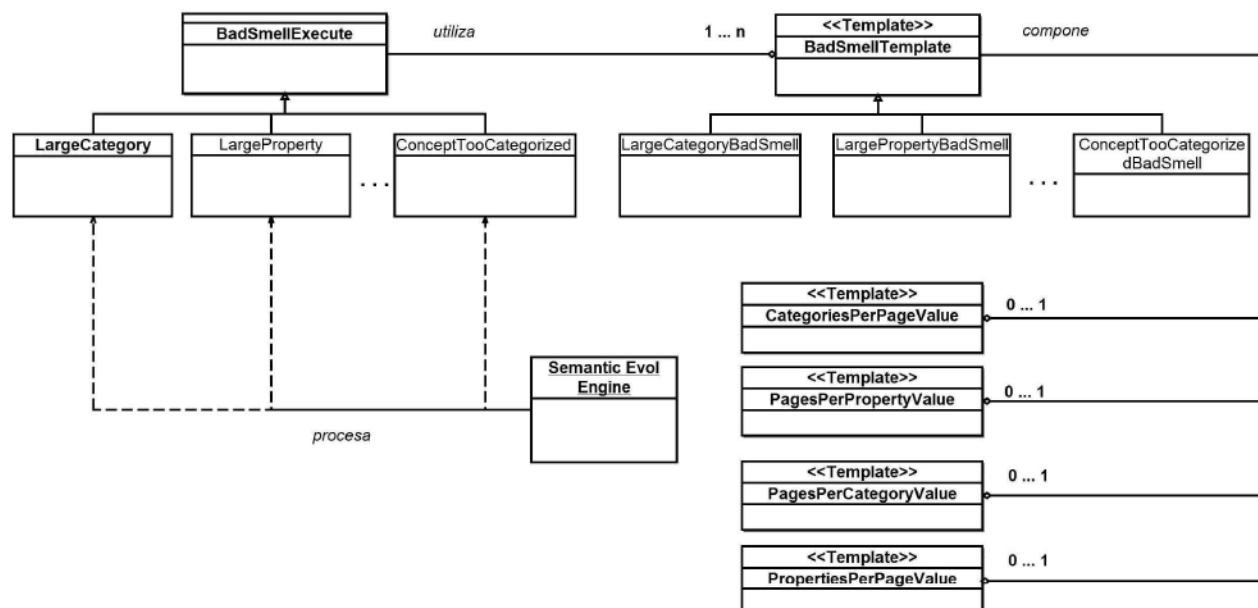 BadSmellExecute
utiliza
1 ... n
<<Template>>
BadSmellTemplate
compone
LargeCategory
LargeProperty
. . .
ConceptTooCategorized
LargeCategoryBadSmell
LargePropertyBadSmell
. . .
ConceptTooCategorize
dBadSmell
<<Template>>
CategoriesPerPageValue
0 ... 1
Semantic Evol
Engine
procesa
<<Template>>
PagesPerPropertyValue
0 ... 1
<<Template>>
PagesPerCategoryValue
0 ... 1
<<Template>>
PropertiesPerPageValue
0 ... 1